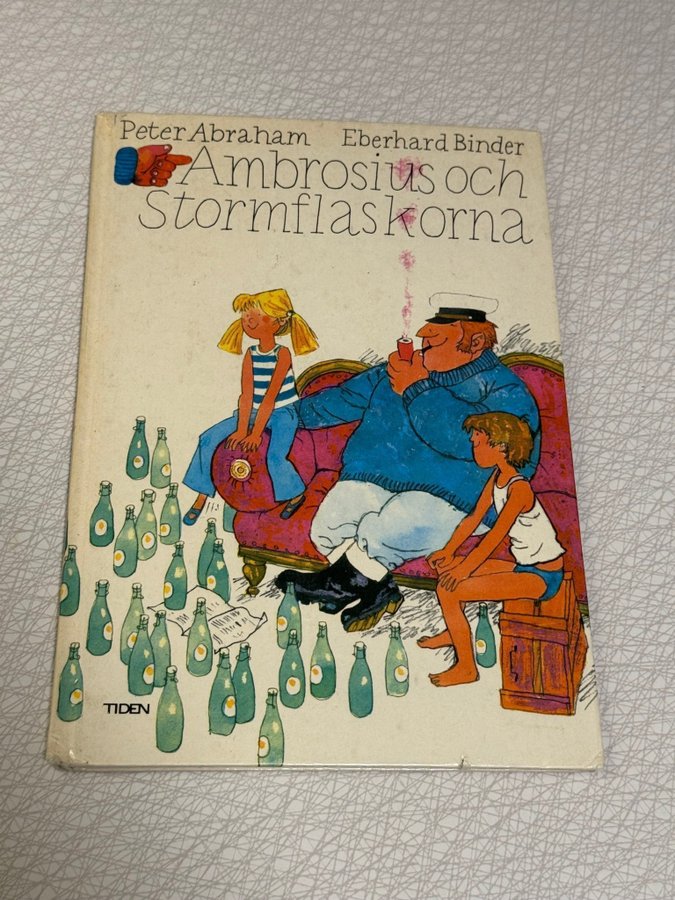 Peter Abraham Eberhard Binder
Ambrosius och
Stormflaskorna
TIDEN